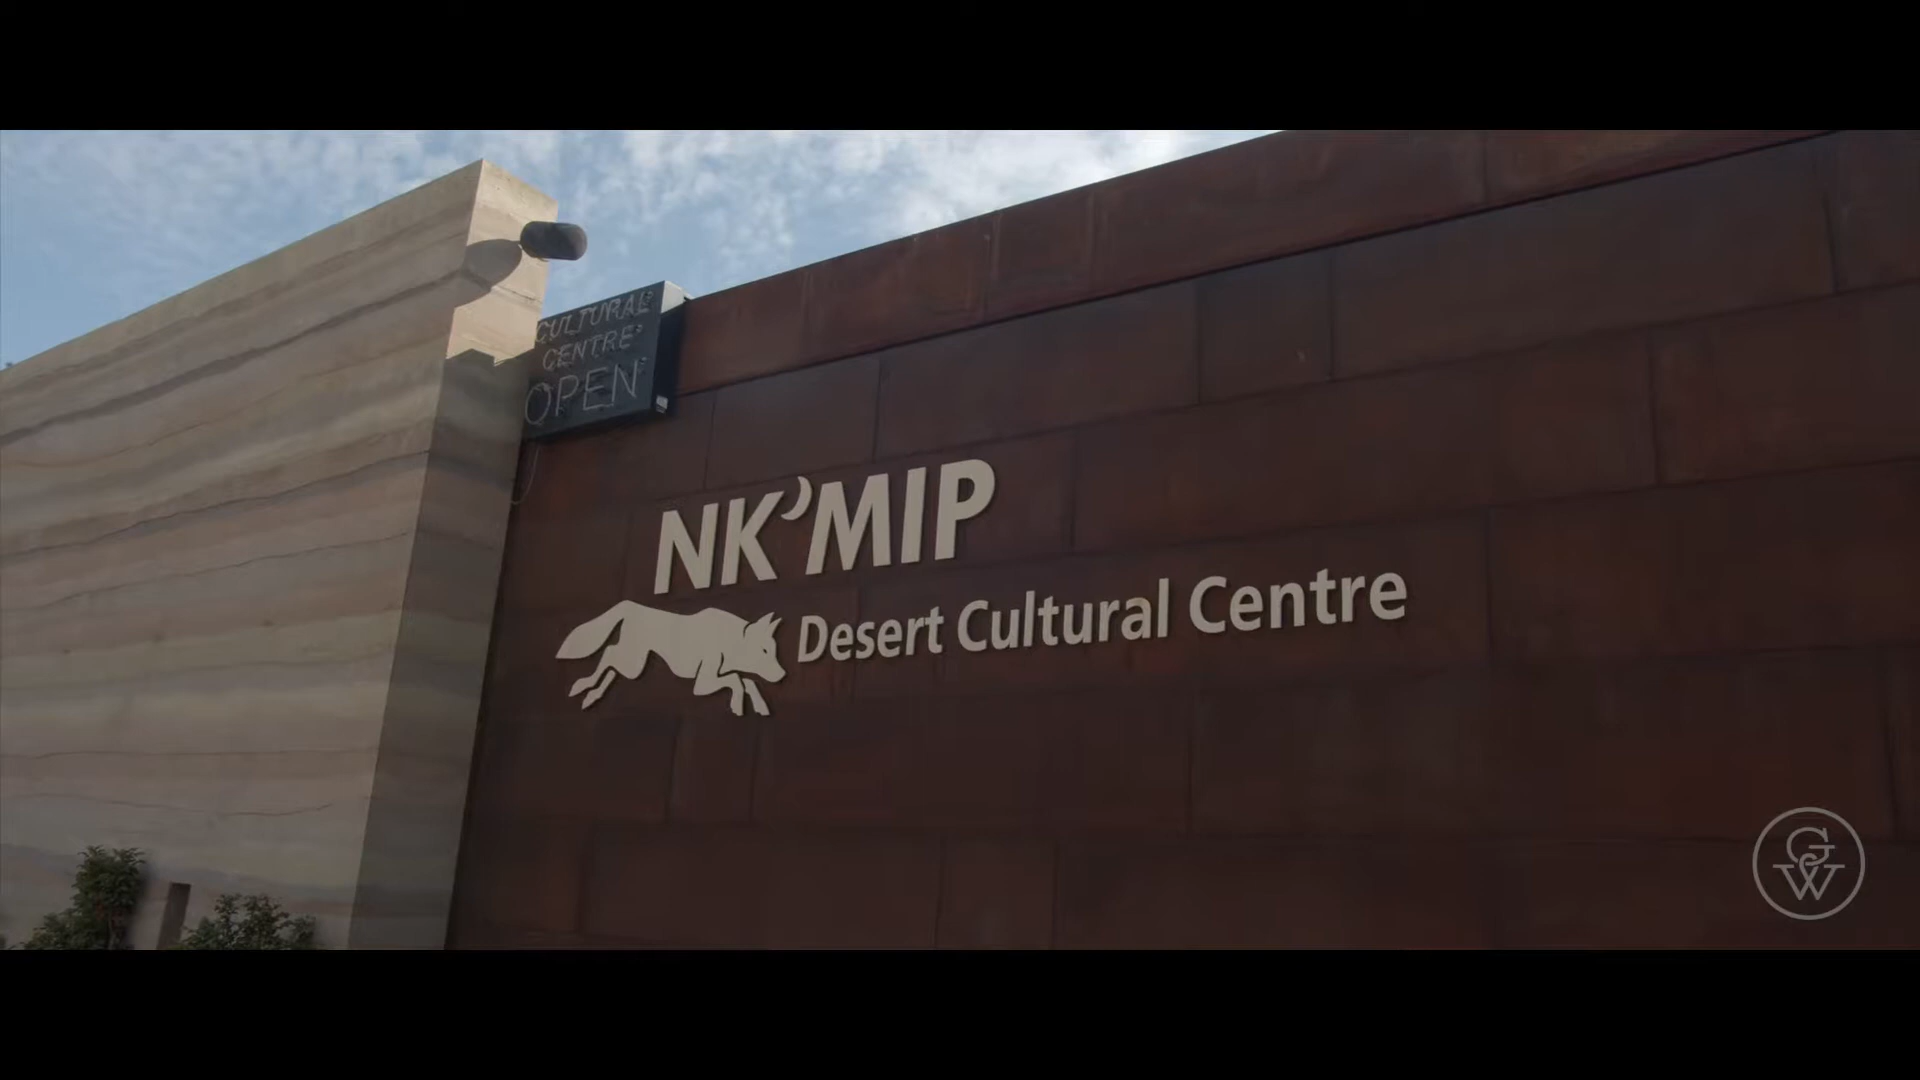 CULTURAL
CENTRE
OPEN
NK'MIP
Desert Cultural Centre
G&W